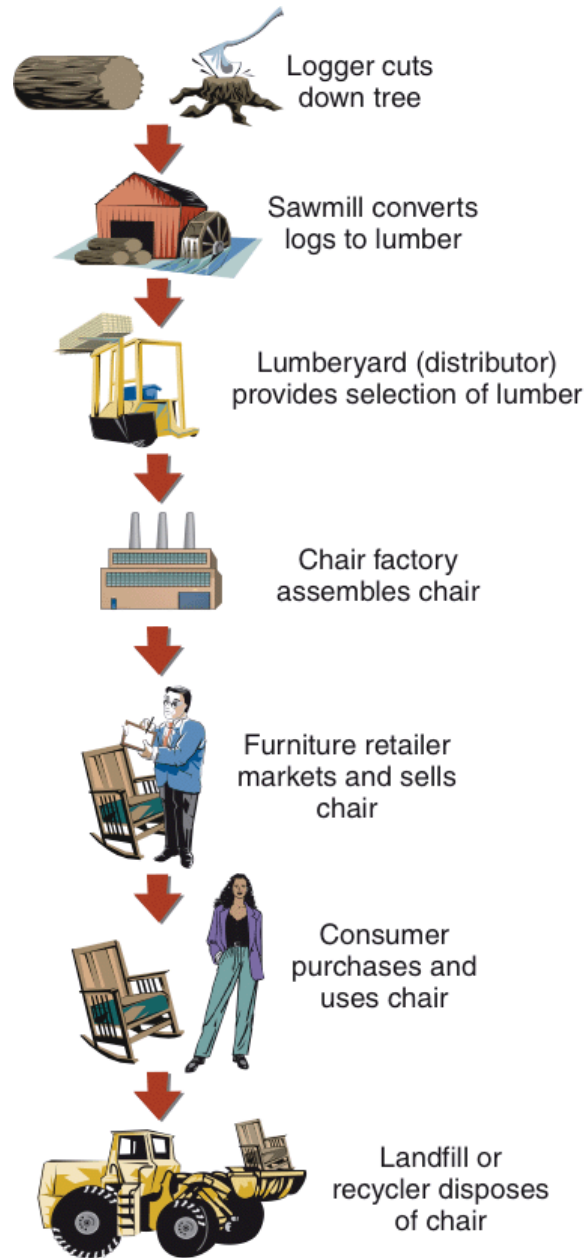 Logger cuts
down tree
Sawmill converts
logs to lumber
Lumberyard (distributor)
provides selection of lumber
Chair factory
assembles chair
Furniture retailer
markets and sells
chair
Consumer
purchases and
uses chair
Landfill or
recycler disposes
of chair